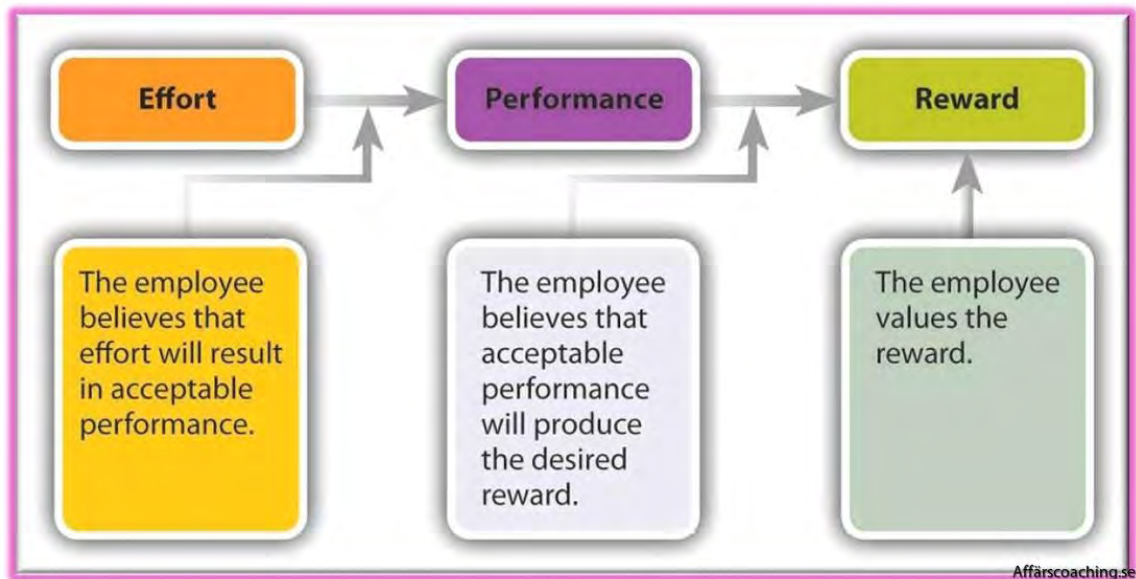 Effort
Performance
Reward
The employee
believes that
effort will result
in acceptable
performance.
The employee
believes that
acceptable
performance
will produce
the desired
reward.
The employee
values the
reward.
Affärscoaching.se